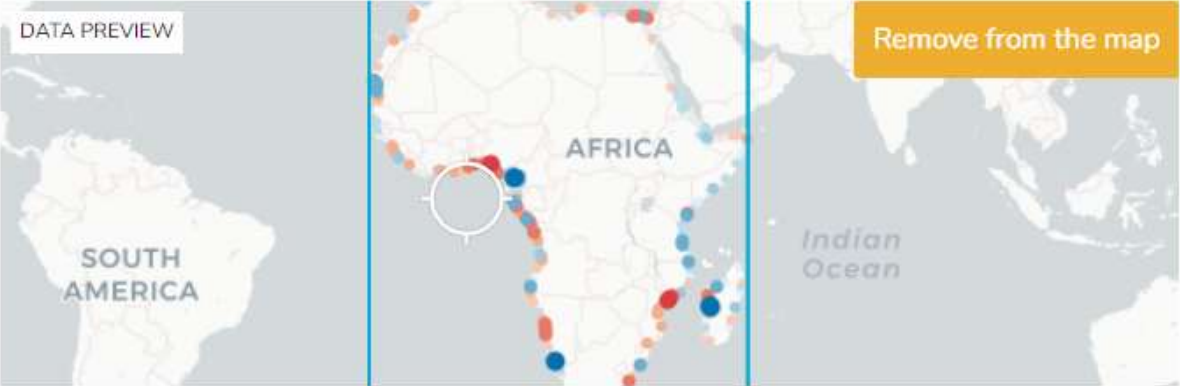 DATA PREVIEW
Remove from the map
AFRICA
SOUTH
AMERICA
Indian
Ocean